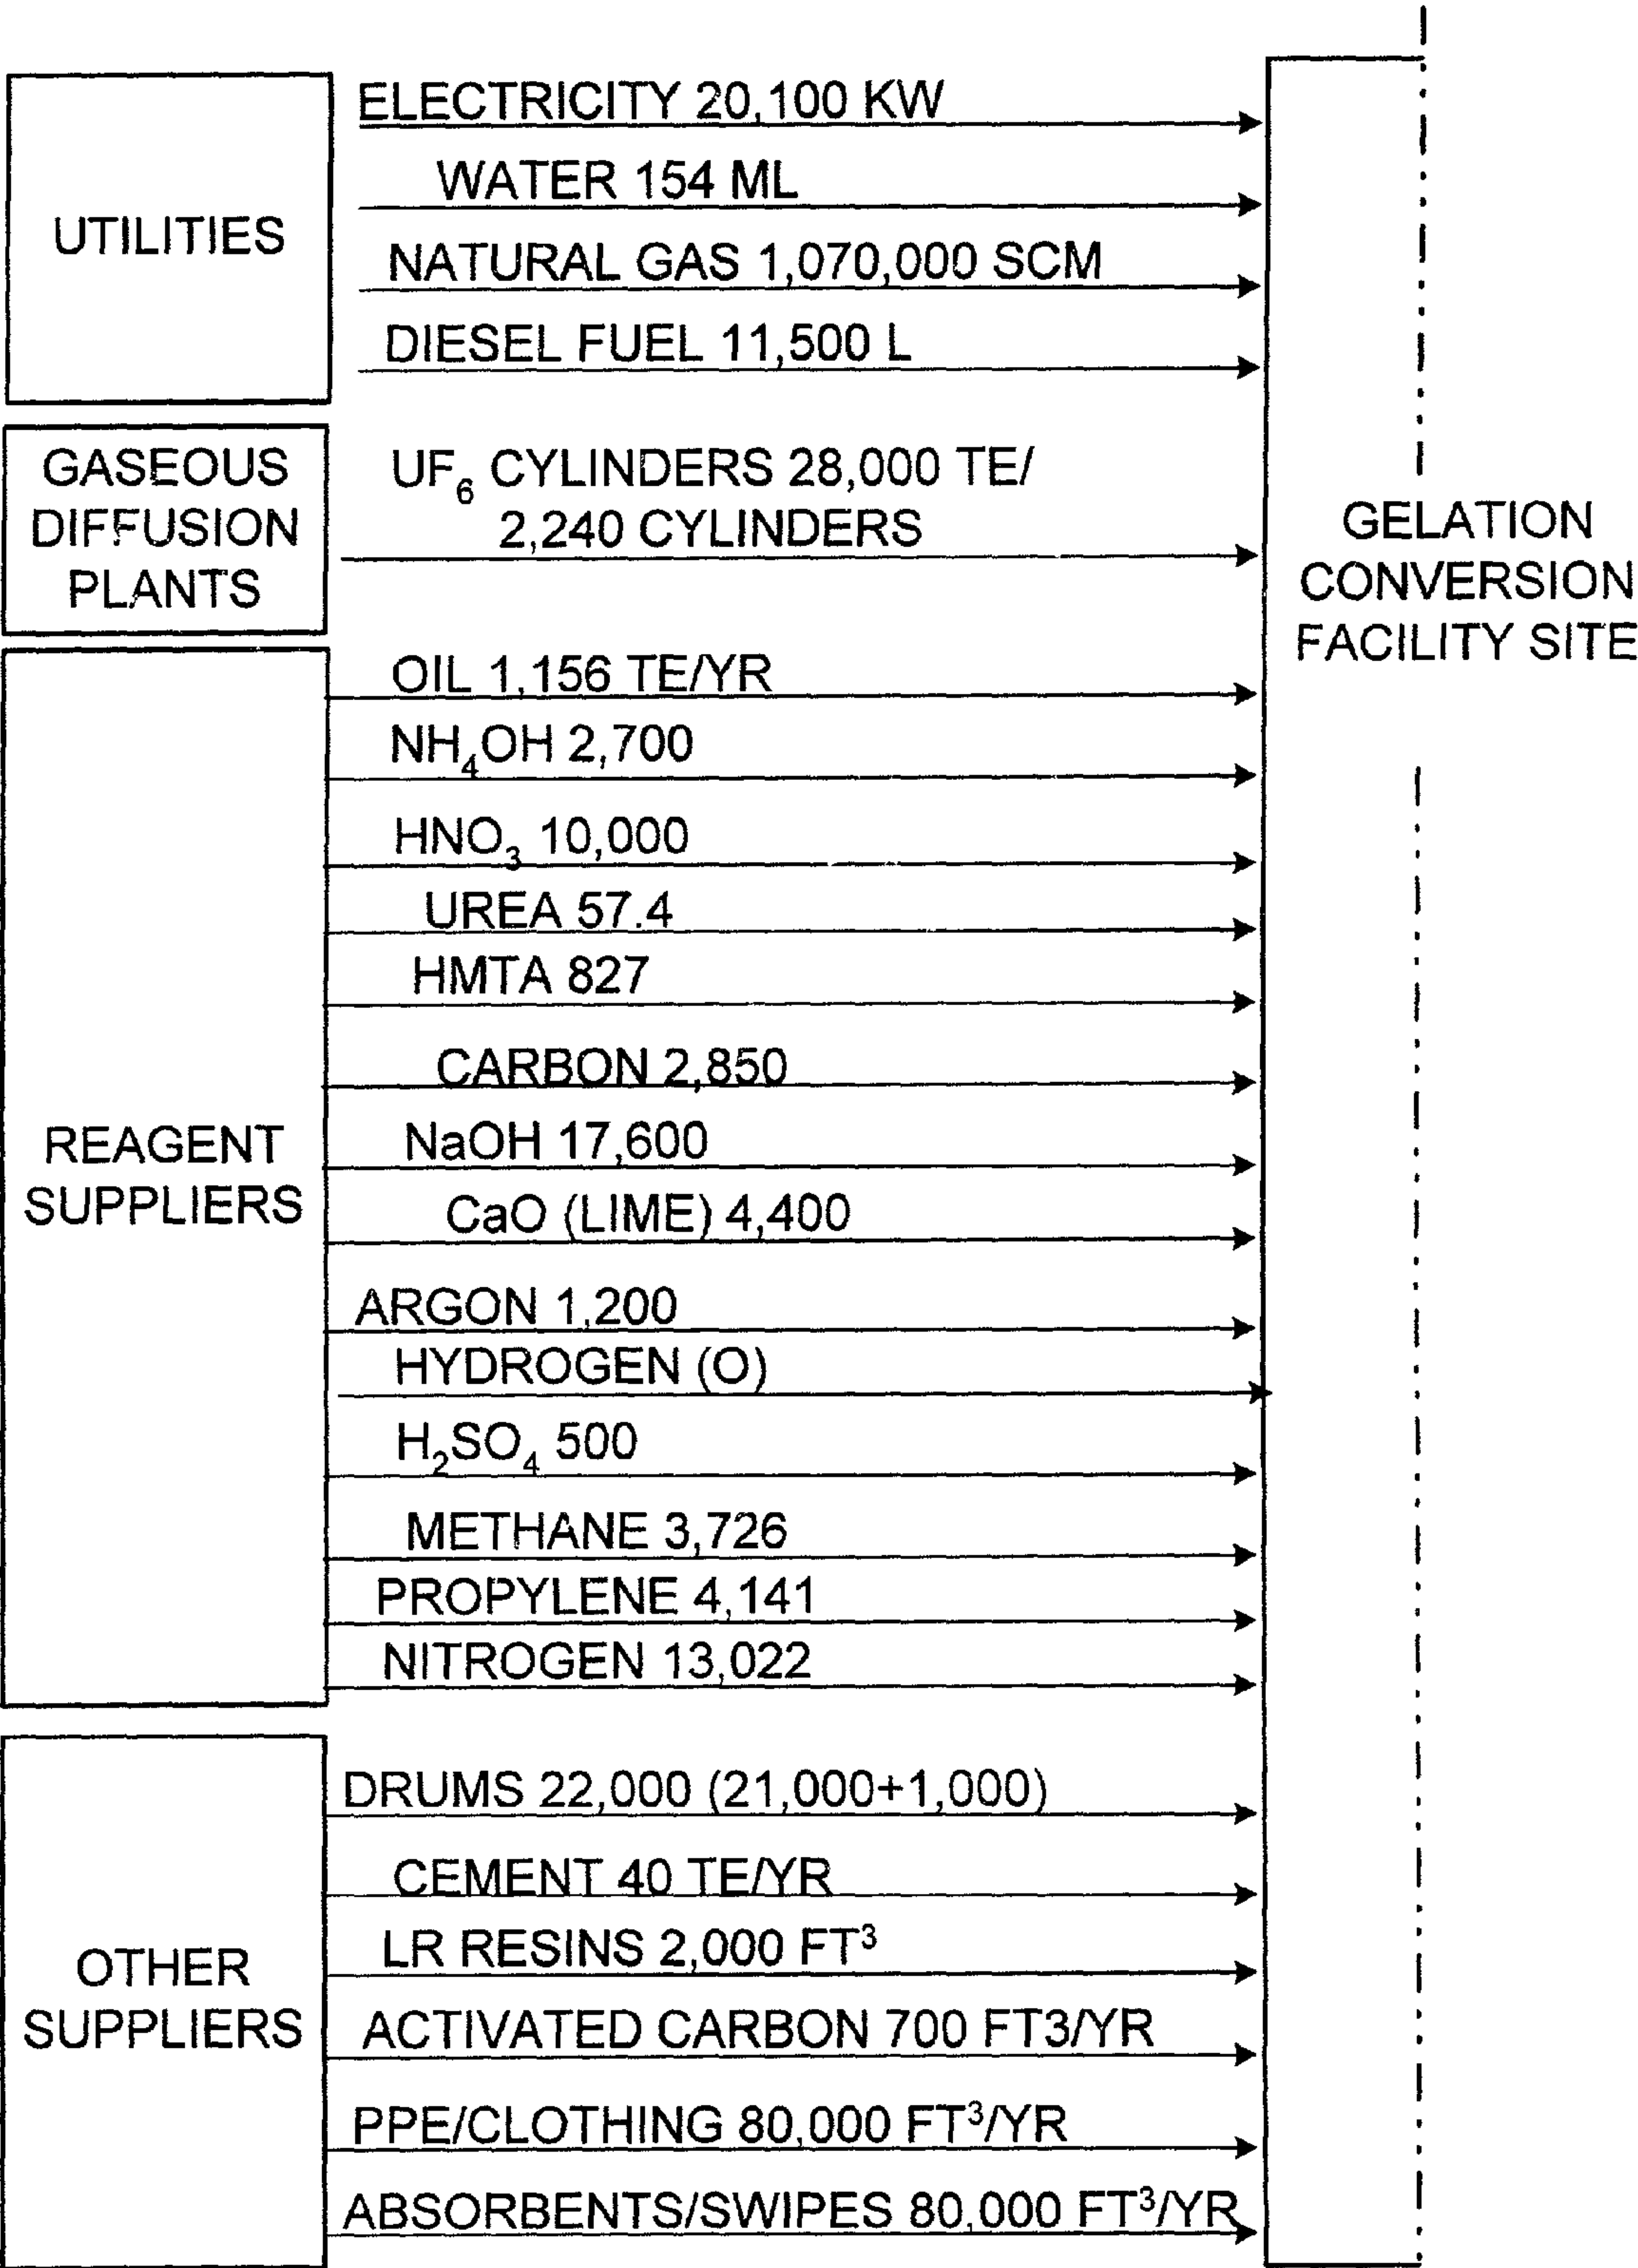 UTILITIES
ELECTRICITY 20,100 KW
WATER 154 ML
NATURAL GAS 1,070,000 SCM
DIESEL FUEL 11,500 L
GASEOUS
DIFFUSION
PLANTS
UF₆ CYLINDERS 28,000 TE/
2,240 CYLINDERS
GELATION
CONVERSION
FACILITY SITE
REAGENT
SUPPLIERS
OIL 1,156 TE/YR
NH₄OH 2,700
HNO₃ 10,000
UREA 57.4
HMTA 827
CARBON 2,850
NaOH 17,600
CaO (LIME) 4,400
ARGON 1,200
HYDROGEN (O)
H₂SO₄ 500
METHANE 3,726
PROPYLENE 4,141
NITROGEN 13,022
OTHER
SUPPLIERS
DRUMS 22,000 (21,000+1,000)
CEMENT 40 TE/YR
LR RESINS 2,000 FT³
ACTIVATED CARBON 700 FT3/YR
PPE/CLOTHING 80,000 FT³/YR
ABSORBENTS/SWIPES 80,000 FT³/YR